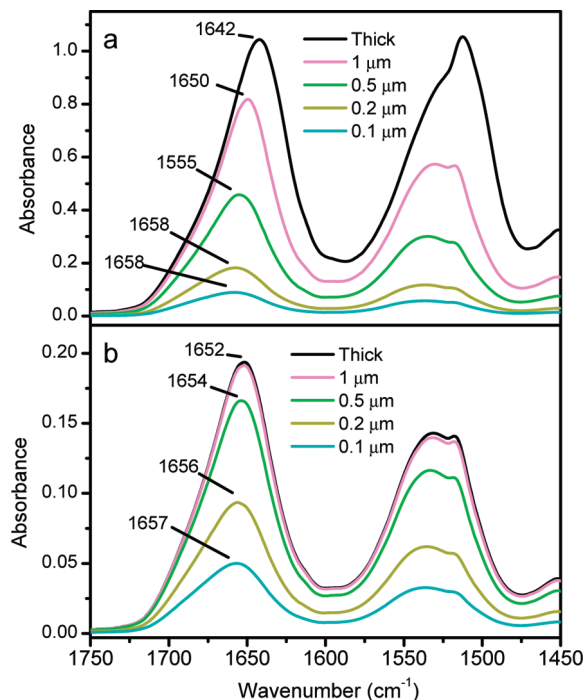 a
1642
1650
1555
1658
1658
Thick
1 μm
0.5 μm
0.2 μm
0.1 μm
Absorbance
1.0
0.8
0.6
0.4
0.2
0.0
b
1652
1654
1656
1657
Thick
1 μm
0.5 μm
0.2 μm
0.1 μm
Absorbance
0.20
0.15
0.10
0.05
0.00
1750 1700 1650 1600 1550 1500 1450
Wavenumber (cm⁻¹)